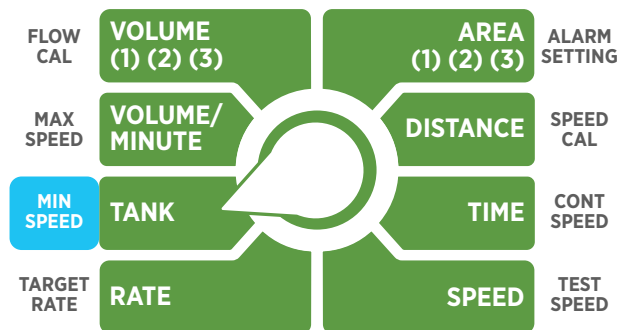 FLOW
CAL
VOLUME
(1) (2) (3)
AREA
(1) (2) (3)
ALARM
SETTING
MAX
SPEED
VOLUME/
MINUTE
DISTANCE
SPEED
CAL
MIN
SPEED
TANK
TIME
CONT
SPEED
TARGET
RATE
RATE
SPEED
TEST
SPEED